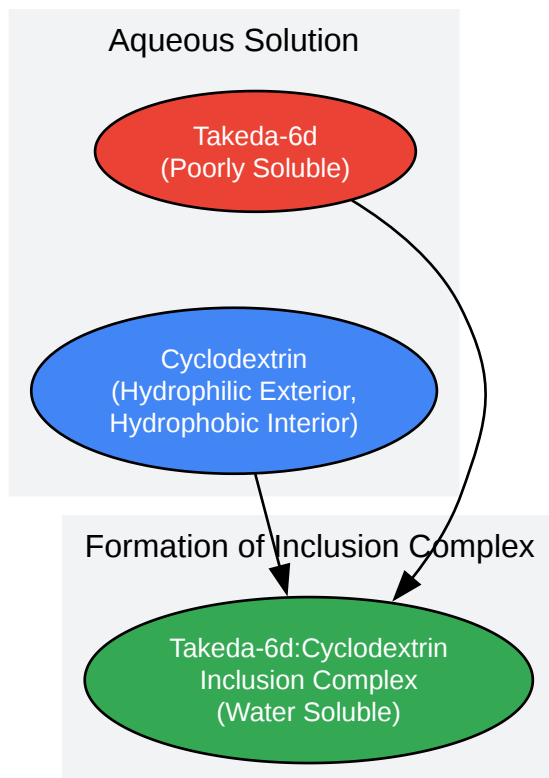 Aqueous Solution
Takeda-6d
(Poorly Soluble)
Cyclodextrin
(Hydrophilic Exterior,
Hydrophobic Interior)
Formation of Inclusion Complex
Takeda-6d:Cyclodextrin
Inclusion Complex
(Water Soluble)